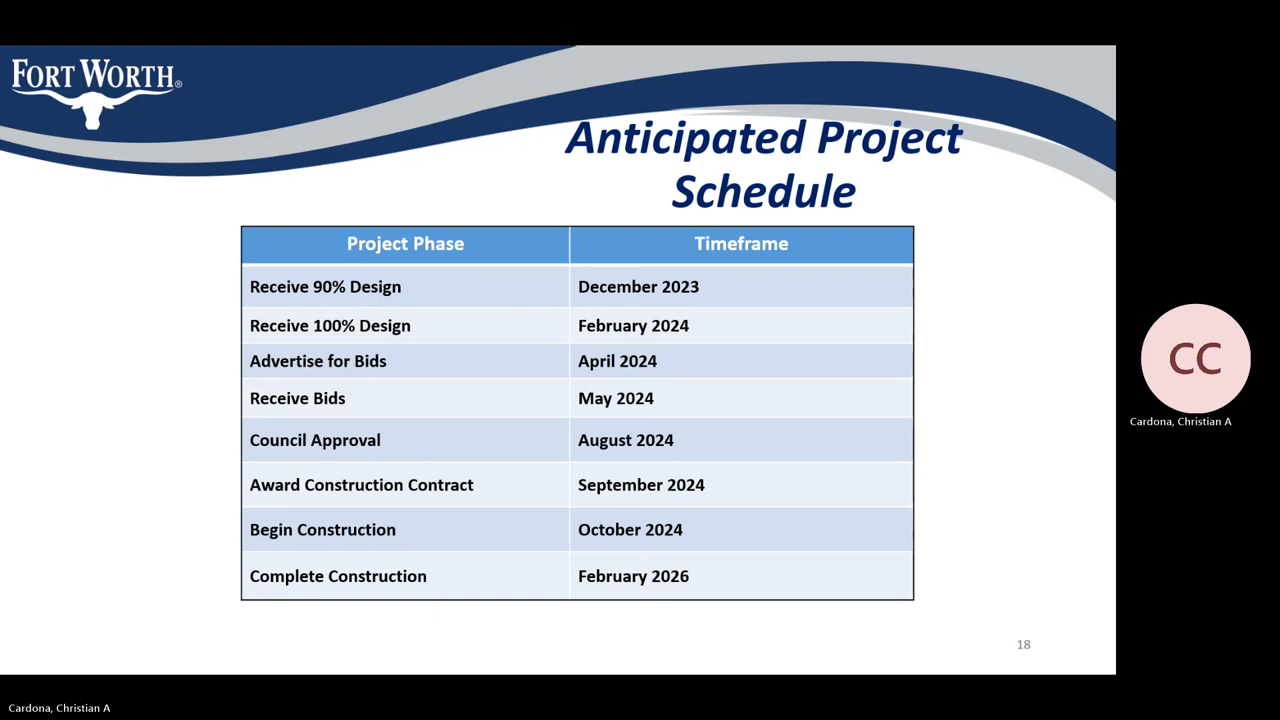 FORT WORTH®
Anticipated Project
Schedule
Project Phase Timeframe
Receive 90% Design December 2023
Receive 100% Design February 2024
Advertise for Bids April 2024
Receive Bids May 2024
Council Approval August 2024
Award Construction Contract September 2024
Begin Construction October 2024
Complete Construction February 2026
18
CC
Cardona, Christian A
Cardona, Christian A